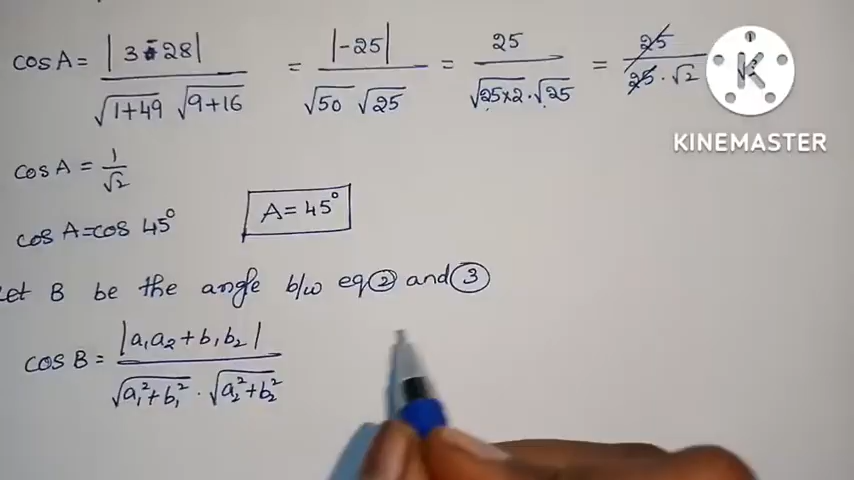 cos A = |3 - 28| / √1+49 √9+16 = |-25| / √50 √25 = 25 / √25×2 · √25 = 25 / 25 · √2
KINEMASTER
cos A = 1/√2
cos A = cos 45° A = 45°
Let B be the angle b/w eq ② and ③
cos B = |a₁a₂ + b₁b₂| / √a₁²+b₁² · √a₂²+b₂²